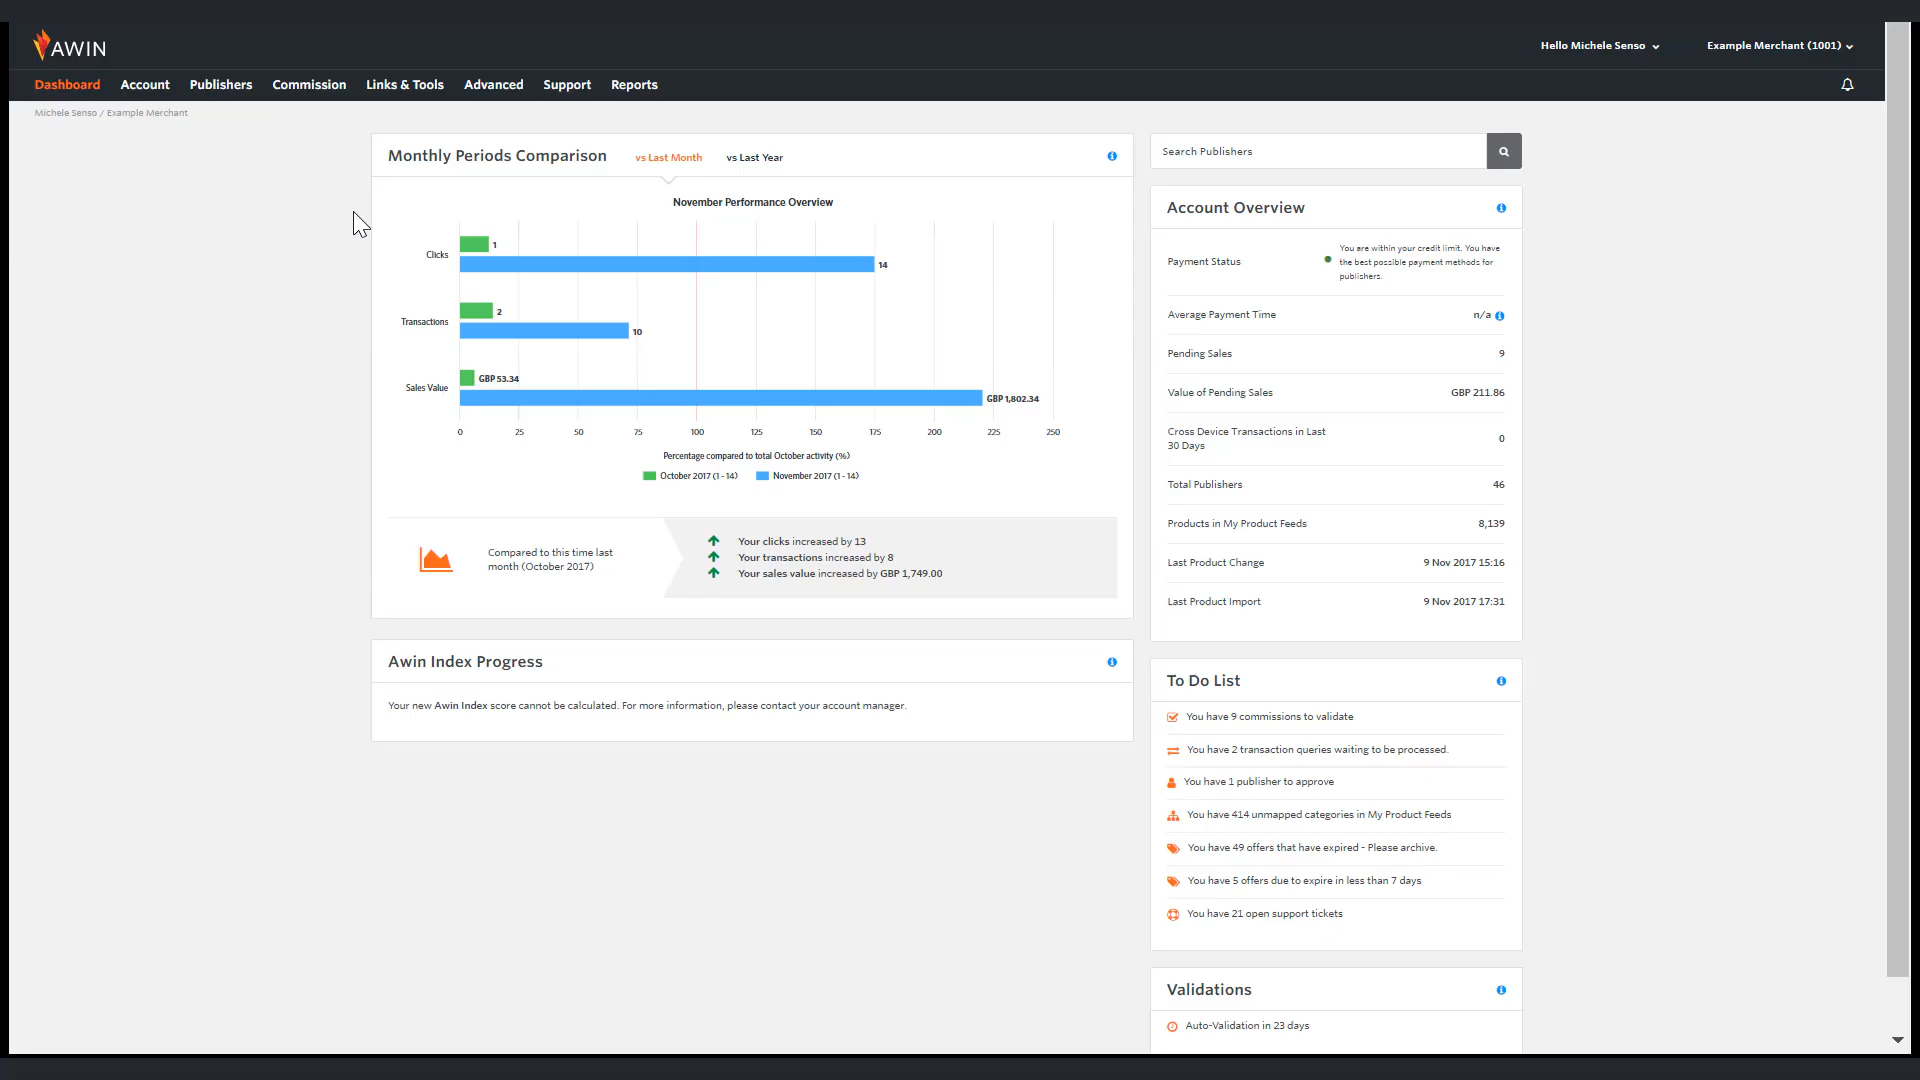 AWIN
Hello Michele Senso
Example Merchant (1001)
Dashboard Account Publishers Commission Links & Tools Advanced Support Reports
Michele Senso / Example Merchant
Monthly Periods Comparison vs Last Month vs Last Year
November Performance Overview
Clicks
1
14
Transactions
2
10
Sales Value
GBP 53.34
GBP 1,802.34
0 25 50 75 100 125 150 175 200 225 250
Percentage compared to total October activity (%)
October 2017 (1 - 14) November 2017 (1 - 14)
Compared to this time last
month (October 2017)
Your clicks increased by 13
Your transactions increased by 8
Your sales value increased by GBP 1,749.00
Awin Index Progress
Your new Awin Index score cannot be calculated. For more information, please contact your account manager.
Search Publishers
Account Overview
Payment Status
You are within your credit limit. You have
the best possible payment methods for
publishers.
Average Payment Time n/a
Pending Sales 9
Value of Pending Sales GBP 211.86
Cross Device Transactions in Last
30 Days
0
Total Publishers 46
Products in My Product Feeds 8,139
Last Product Change 9 Nov 2017 15:16
Last Product Import 9 Nov 2017 17:31
To Do List
You have 9 commissions to validate
You have 2 transaction queries waiting to be processed.
You have 1 publisher to approve
You have 414 unmapped categories in My Product Feeds
You have 49 offers that have expired - Please archive.
You have 5 offers due to expire in less than 7 days
You have 21 open support tickets
Validations
Auto-Validation in 23 days